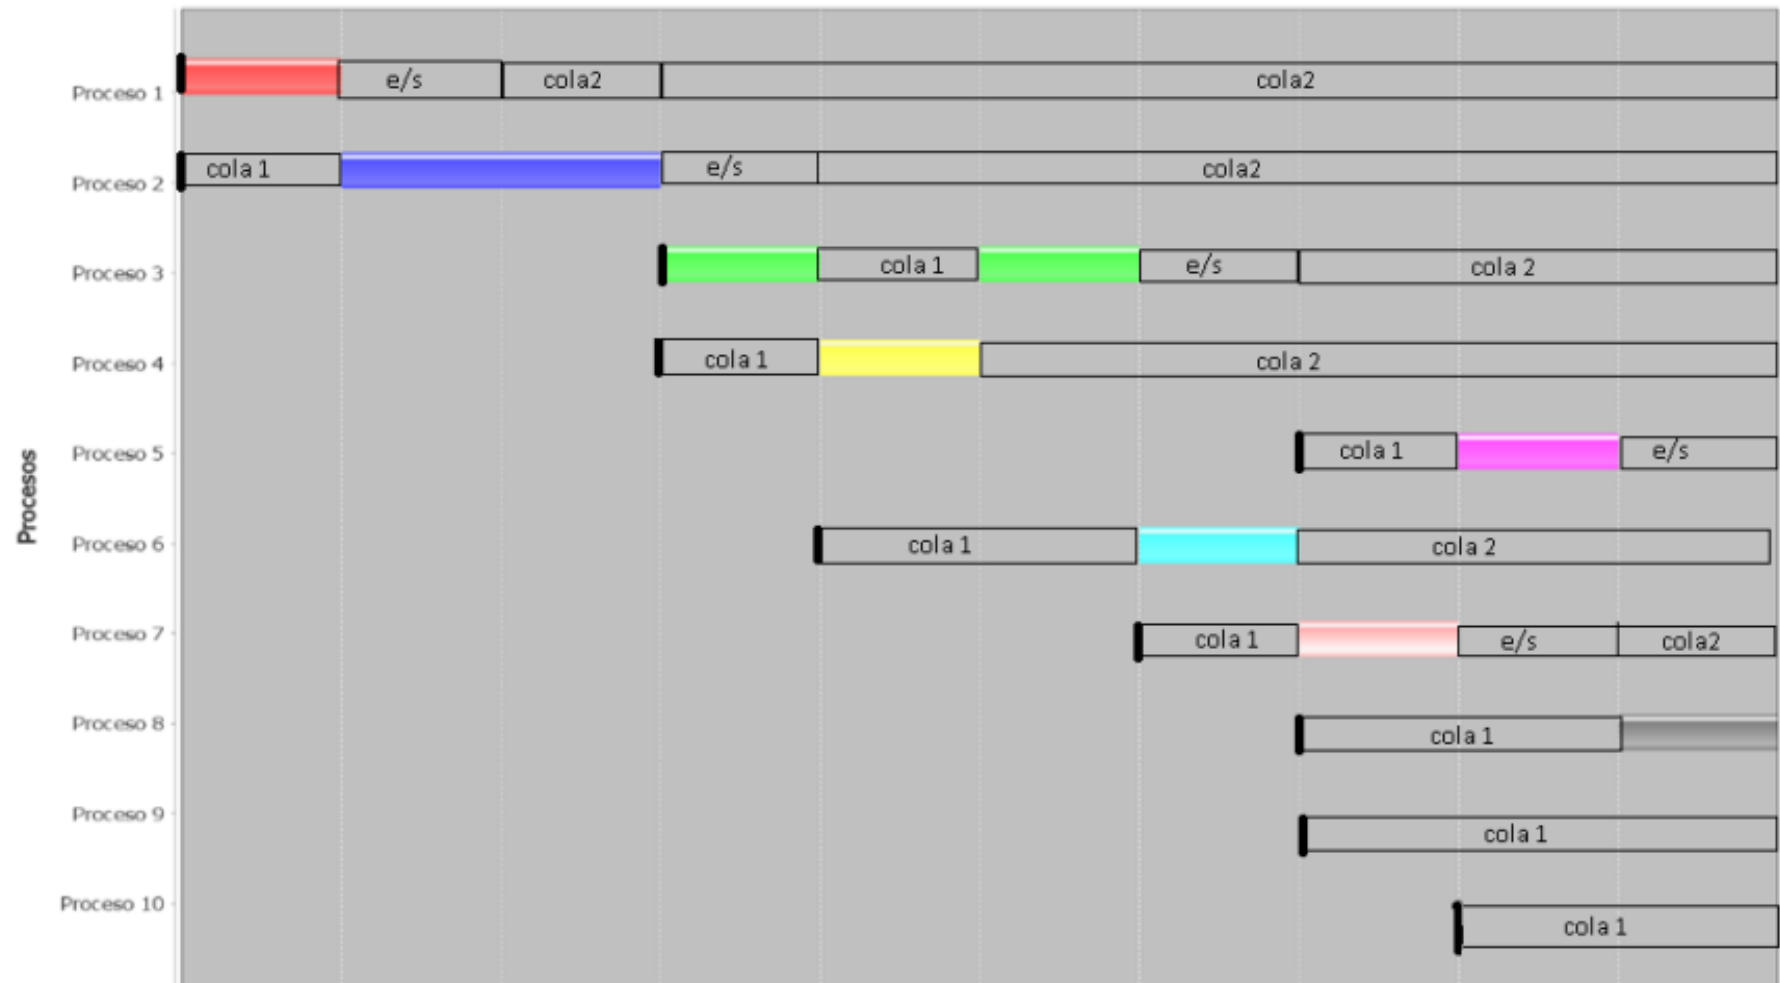 Procesos
Proceso 1
e/s
cola2
cola2
Proceso 2
cola 1
e/s
cola2
Proceso 3
cola 1
e/s
cola 2
Proceso 4
cola 1
cola 2
Proceso 5
cola 1
e/s
Proceso 6
cola 1
cola 2
Proceso 7
cola 1
e/s
cola2
Proceso 8
cola 1
Proceso 9
cola 1
Proceso 10
cola 1